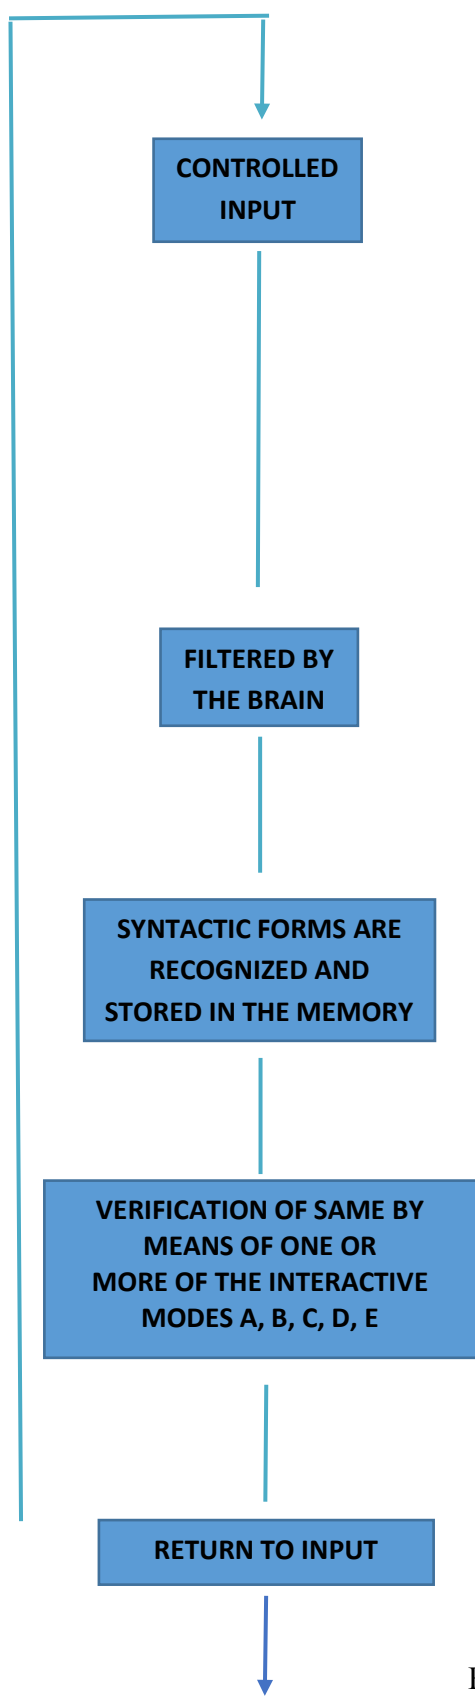 CONTROLLED
INPUT
FILTERED BY
THE BRAIN
SYNTACTIC FORMS ARE
RECOGNIZED AND
STORED IN THE MEMORY
VERIFICATION OF SAME BY
MEANS OF ONE OR
MORE OF THE INTERACTIVE
MODES A, B, C, D, E
RETURN TO INPUT